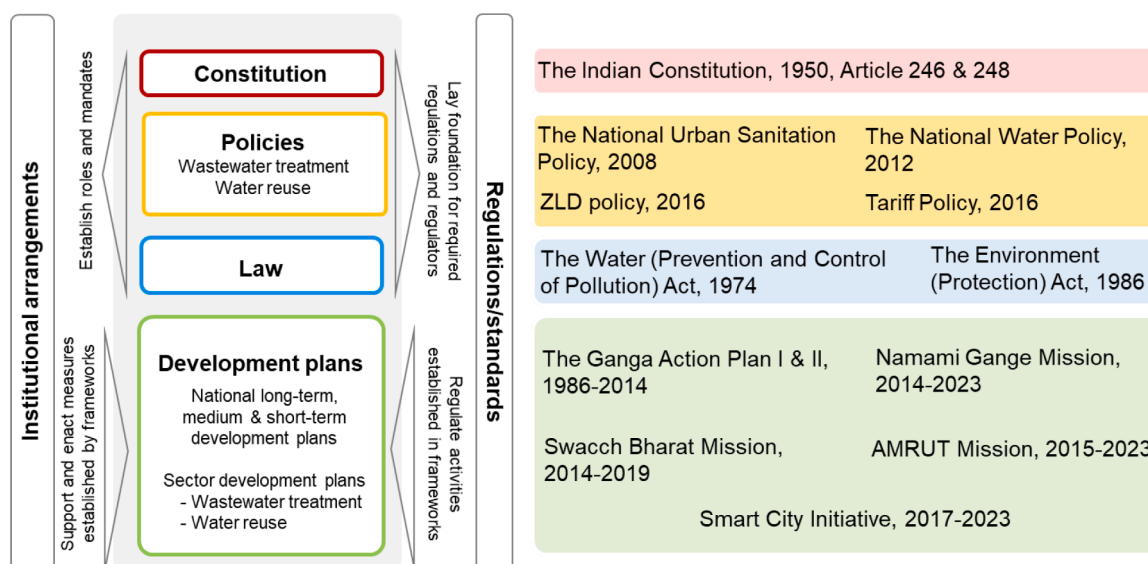 Institutional arrangements
Establish roles and mandates
Support and enact measures
established by frameworks
Constitution
Policies
Wastewater treatment
Water reuse
Law
Development plans
National long-term,
medium & short-term
development plans
Sector development plans
- Wastewater treatment
- Water reuse
Lay foundation for required
regulations and regulators
Regulate activities
established in frameworks
Regulations/standards
The Indian Constitution, 1950, Article 246 & 248
The National Urban Sanitation
Policy, 2008
The National Water Policy,
2012
ZLD policy, 2016
Tariff Policy, 2016
The Water (Prevention and Control
of Pollution) Act, 1974
The Environment
(Protection) Act, 1986
The Ganga Action Plan I & II,
1986-2014
Namami Gange Mission,
2014-2023
Swacch Bharat Mission,
2014-2019
AMRUT Mission, 2015-2023
Smart City Initiative, 2017-2023